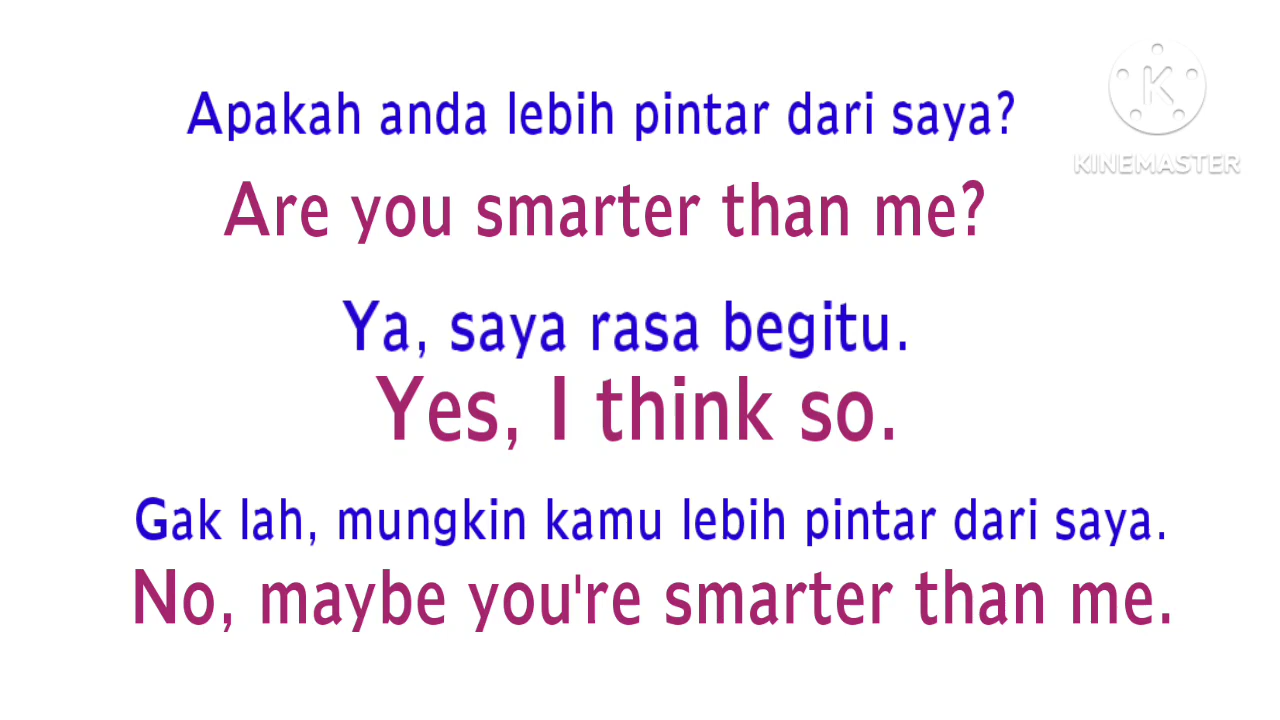 Apakah anda lebih pintar dari saya?
KINEMASTER
Are you smarter than me?
Ya, saya rasa begitu.
Yes, I think so.
Gak lah, mungkin kamu lebih pintar dari saya.
No, maybe you're smarter than me.